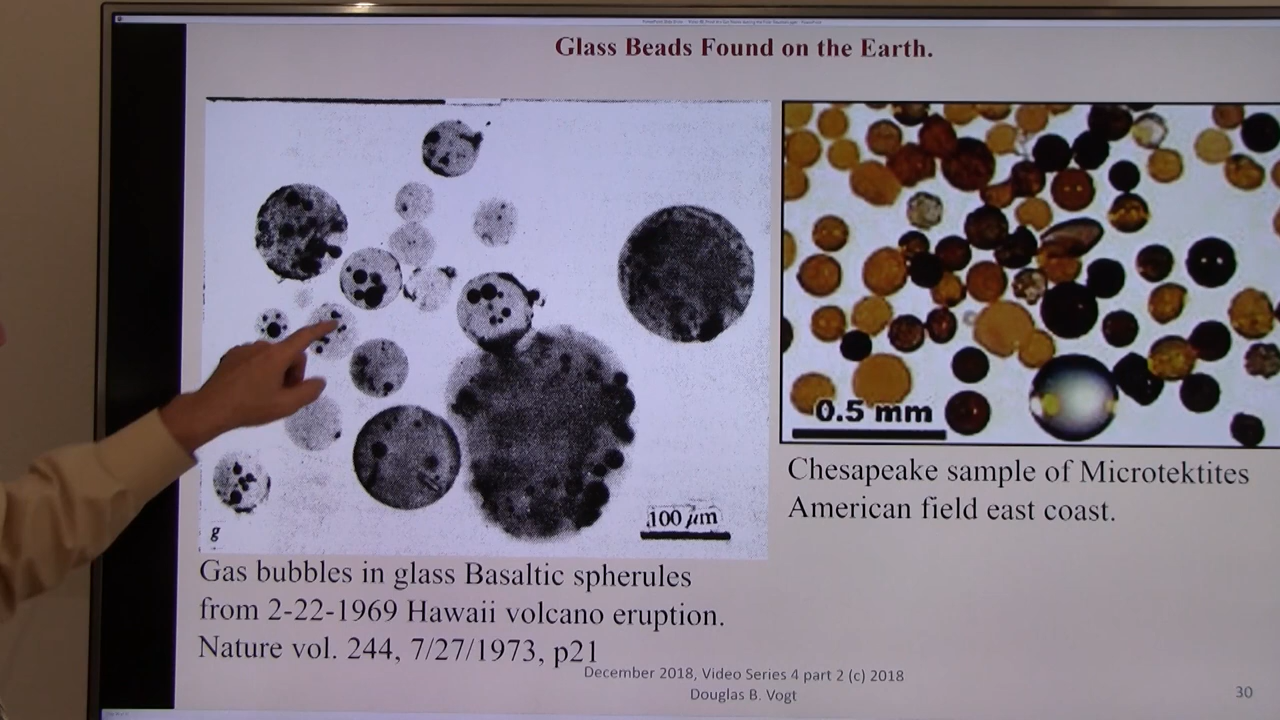 Glass Beads Found on the Earth.
g
100 µm
0.5 mm
Gas bubbles in glass Basaltic spherules
from 2-22-1969 Hawaii volcano eruption.
Nature vol. 244, 7/27/1973, p21
Chesapeake sample of Microtektites
American field east coast.
December 2018, Video Series 4 part 2 (c) 2018
Douglas B. Vogt
30